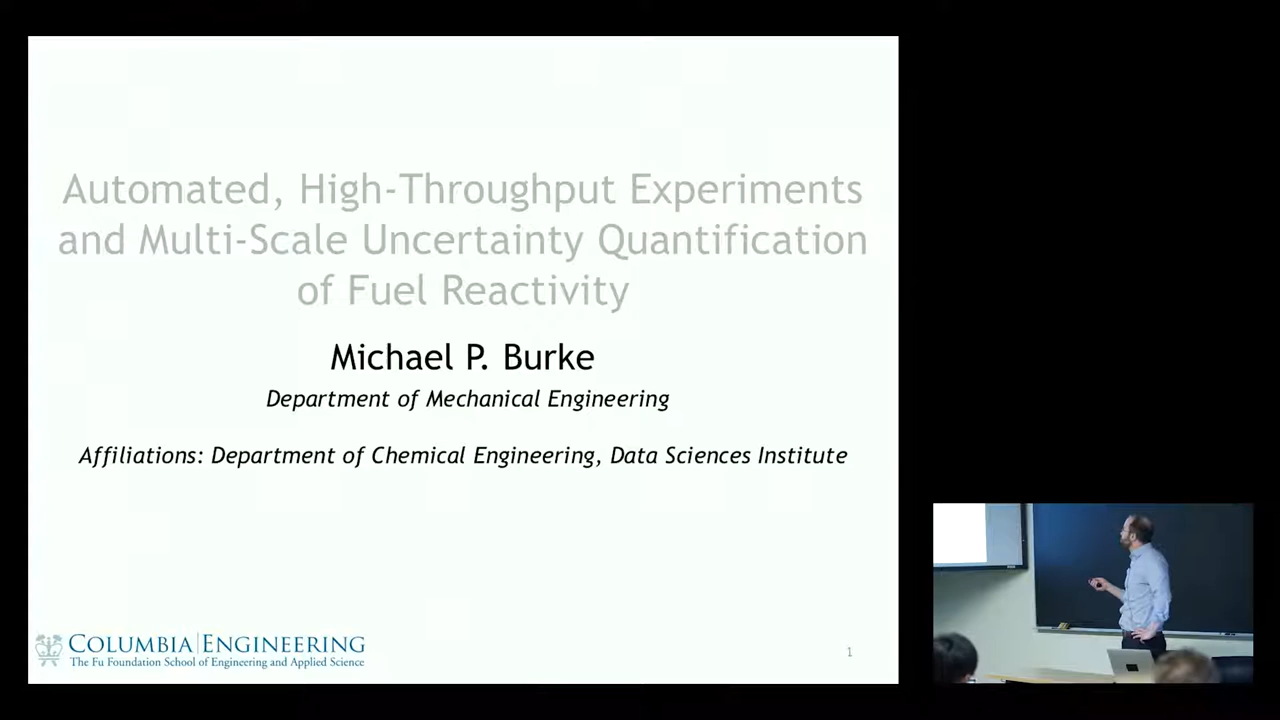 Automated, High-Throughput Experiments
and Multi-Scale Uncertainty Quantification
of Fuel Reactivity
Michael P. Burke
Department of Mechanical Engineering
Affiliations: Department of Chemical Engineering, Data Sciences Institute
COLUMBIA | ENGINEERING
The Fu Foundation School of Engineering and Applied Science
1